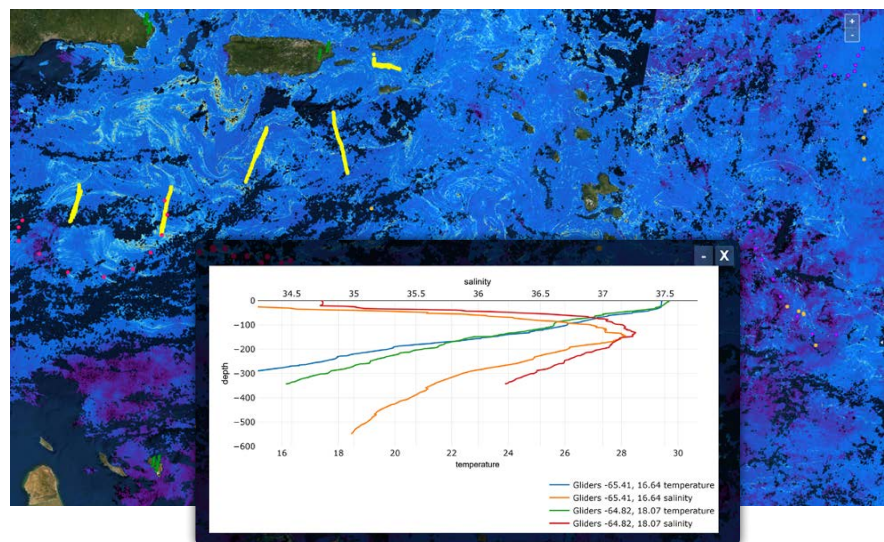 +
-
- X
salinity
34.5 35 35.5 36 36.5 37 37.5
0
−100
−200
−300
−400
−500
−600
depth
16 18 20 22 24 26 28 30
temperature
Gliders -65.41, 16.64 temperature
Gliders -65.41, 16.64 salinity
Gliders -64.82, 18.07 temperature
Gliders -64.82, 18.07 salinity